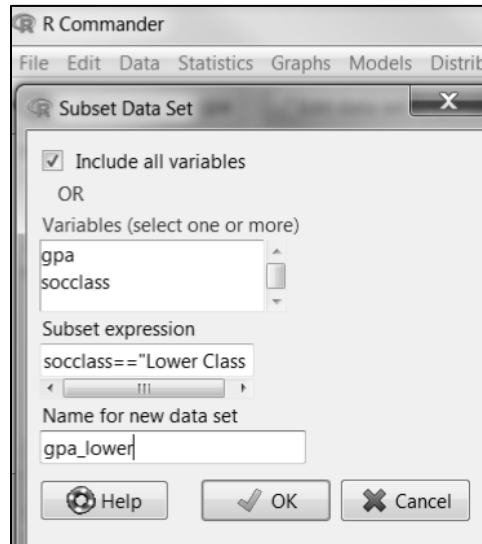 R Commander
File Edit Data Statistics Graphs Models Distrib
Subset Data Set
Include all variables
OR
Variables (select one or more)
gpa
socclass
Subset expression
socclass=="Lower Class
Name for new data set
gpa_lower
Help OK Cancel